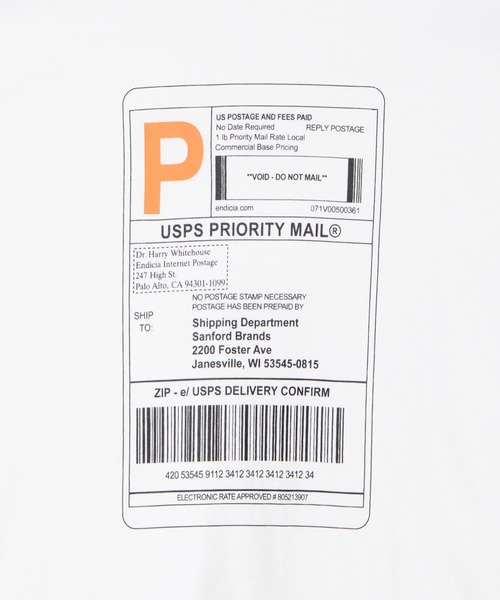 P
US POSTAGE AND FEES PAID
No Date Required REPLY POSTAGE
1 lb Priority Mail Rate Local
Commercial Base Pricing
**VOID - DO NOT MAIL**
endicia.com 071V00500361
USPS PRIORITY MAIL®
Dr. Harry Whitehouse
Endicia Internet Postage
247 High St.
Palo Alto, CA 94301-1099
NO POSTAGE STAMP NECESSARY
POSTAGE HAS BEEN PREPAID BY
SHIP
TO:
Shipping Department
Sanford Brands
2200 Foster Ave
Janesville, WI 53545-0815
ZIP - e/ USPS DELIVERY CONFIRM
420 53545 9112 3412 3412 3412 3412 34
ELECTRONIC RATE APPROVED # 805213907